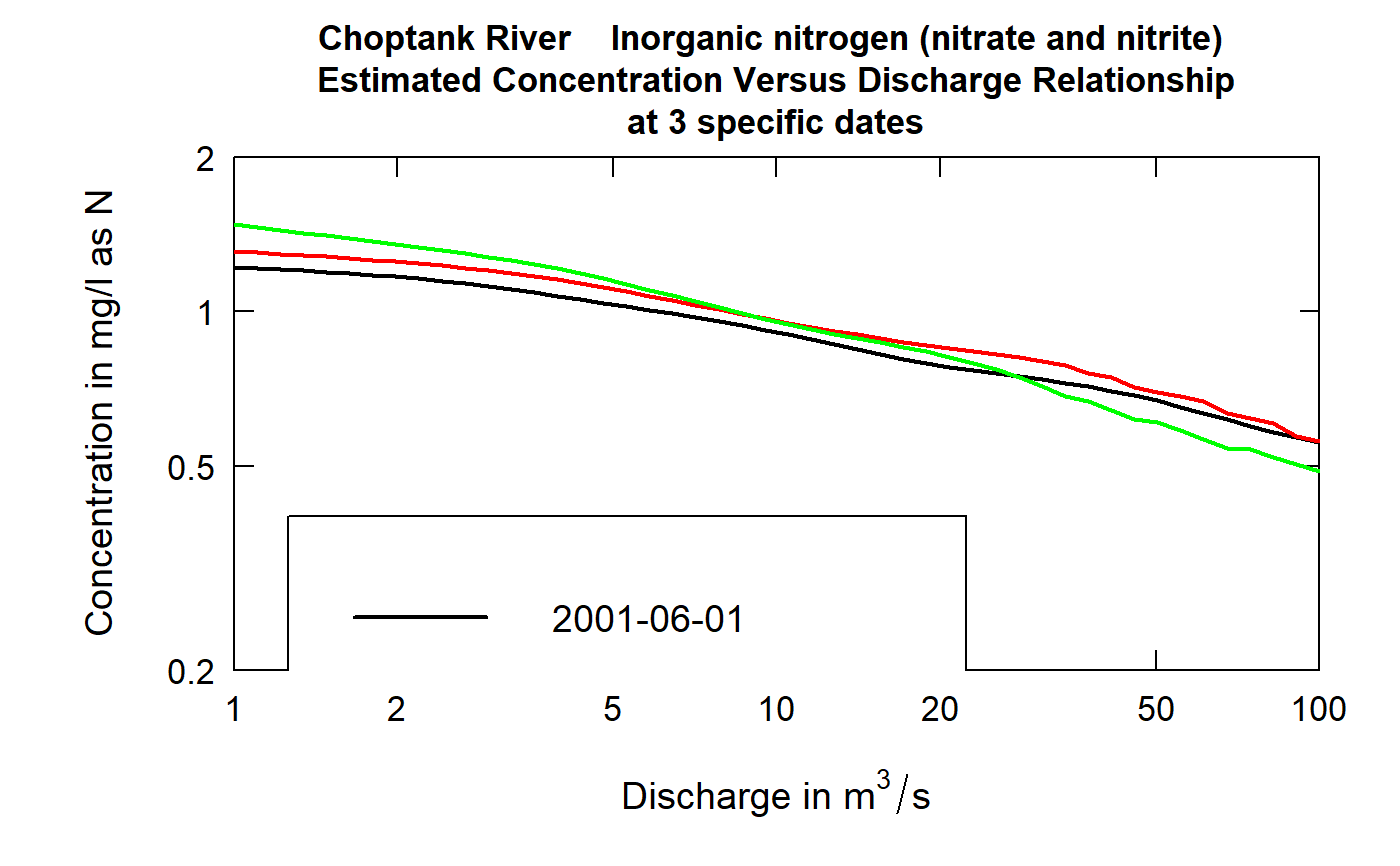 Choptank River    Inorganic nitrogen (nitrate and nitrite)
Estimated Concentration Versus Discharge Relationship
at 3 specific dates
2
1
0.5
0.2
Concentration in mg/l as N
2001-06-01
1 2 5 10 20 50 100
Discharge in m³/s